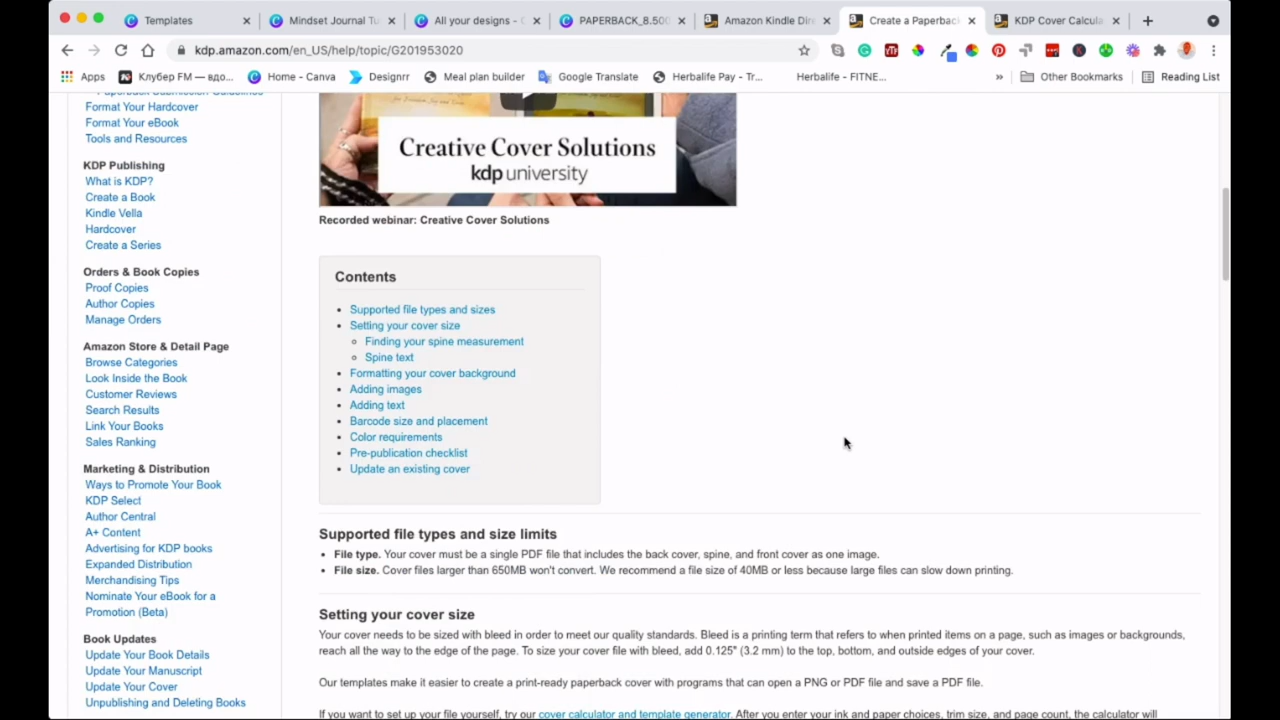 Templates
Mindset Journal Tu
All your designs - C
PAPERBACK_8.500
Amazon Kindle Dire
Create a Paperback
KDP Cover Calcula
kdp.amazon.com/en_US/help/topic/G201953020
Apps
Клубер FM — вдо...
Home - Canva
Designrr
Meal plan builder
Google Translate
Herbalife Pay - Tr...
Herbalife - FITNE...
»
Other Bookmarks
Reading List
Paperback Submission Guidelines
Format Your Hardcover
Format Your eBook
Tools and Resources
KDP Publishing
What is KDP?
Create a Book
Kindle Vella
Hardcover
Create a Series
Orders & Book Copies
Proof Copies
Author Copies
Manage Orders
Amazon Store & Detail Page
Browse Categories
Look Inside the Book
Customer Reviews
Search Results
Link Your Books
Sales Ranking
Marketing & Distribution
Ways to Promote Your Book
KDP Select
Author Central
A+ Content
Advertising for KDP books
Expanded Distribution
Merchandising Tips
Nominate Your eBook for a
Promotion (Beta)
Book Updates
Update Your Book Details
Update Your Manuscript
Update Your Cover
Unpublishing and Deleting Books
Creative Cover Solutions
kdp university
Recorded webinar: Creative Cover Solutions
Contents
• Supported file types and sizes
• Setting your cover size
○ Finding your spine measurement
○ Spine text
• Formatting your cover background
• Adding images
• Adding text
• Barcode size and placement
• Color requirements
• Pre-publication checklist
• Update an existing cover
Supported file types and size limits
• File type. Your cover must be a single PDF file that includes the back cover, spine, and front cover as one image.
• File size. Cover files larger than 650MB won't convert. We recommend a file size of 40MB or less because large files can slow down printing.
Setting your cover size
Your cover needs to be sized with bleed in order to meet our quality standards. Bleed is a printing term that refers to when printed items on a page, such as images or backgrounds,
reach all the way to the edge of the page. To size your cover file with bleed, add 0.125" (3.2 mm) to the top, bottom, and outside edges of your cover.
Our templates make it easier to create a print-ready paperback cover with programs that can open a PNG or PDF file and save a PDF file.
If you want to set up your file yourself, try our cover calculator and template generator. After you enter your ink and paper choices, trim size, and page count, the calculator will